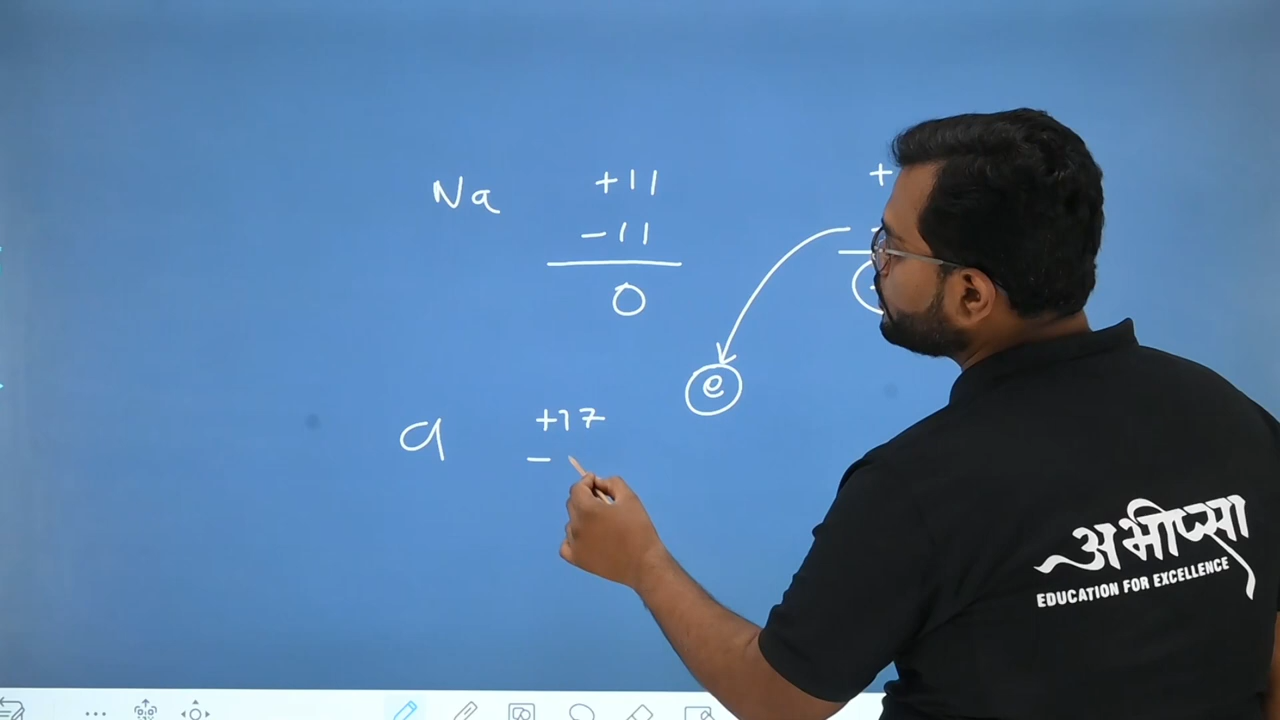 Na +11 +
-11
0
e
Cl +17
-
अभीप्सा
EDUCATION FOR EXCELLENCE